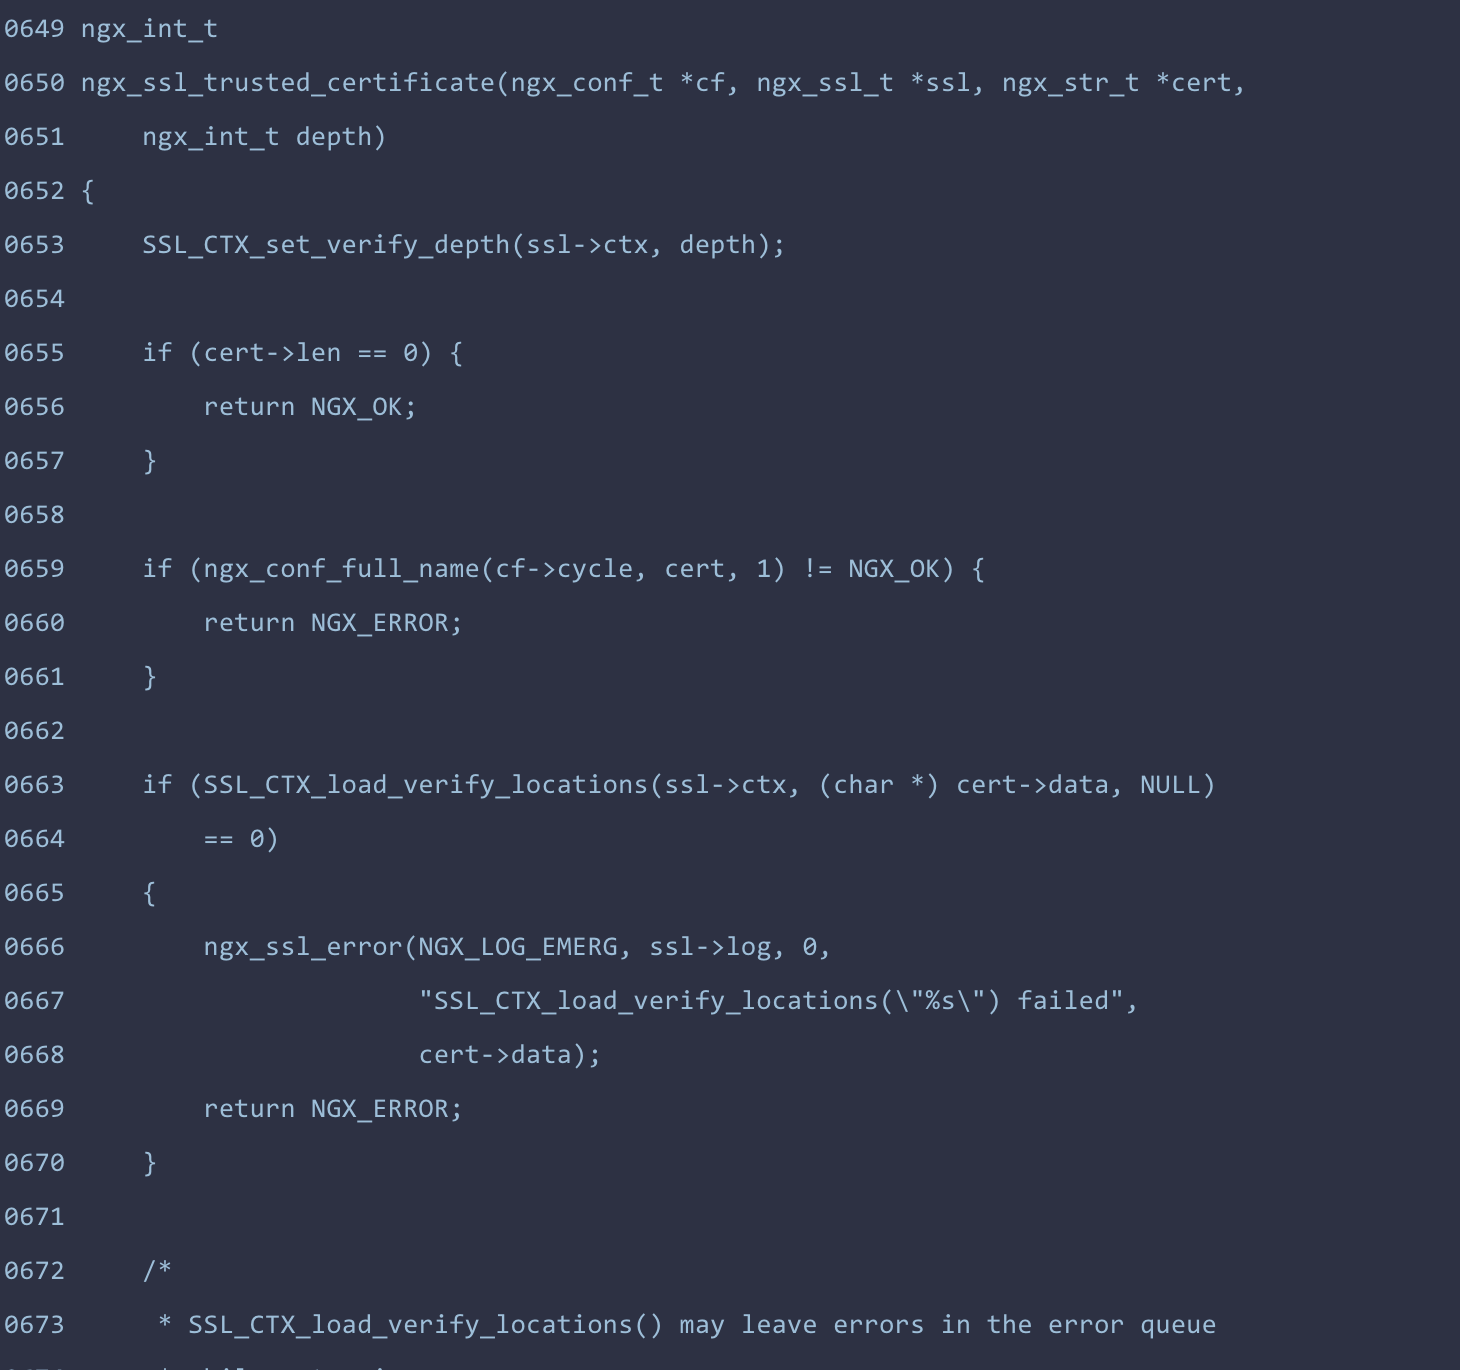 0649 ngx_int_t
0650 ngx_ssl_trusted_certificate(ngx_conf_t *cf, ngx_ssl_t *ssl, ngx_str_t *cert,
0651     ngx_int_t depth)
0652 {
0653     SSL_CTX_set_verify_depth(ssl->ctx, depth);
0654
0655     if (cert->len == 0) {
0656         return NGX_OK;
0657     }
0658
0659     if (ngx_conf_full_name(cf->cycle, cert, 1) != NGX_OK) {
0660         return NGX_ERROR;
0661     }
0662
0663     if (SSL_CTX_load_verify_locations(ssl->ctx, (char *) cert->data, NULL)
0664         == 0)
0665     {
0666         ngx_ssl_error(NGX_LOG_EMERG, ssl->log, 0,
0667                       "SSL_CTX_load_verify_locations(\"%s\") failed",
0668                       cert->data);
0669         return NGX_ERROR;
0670     }
0671
0672     /*
0673      * SSL_CTX_load_verify_locations() may leave errors in the error queue